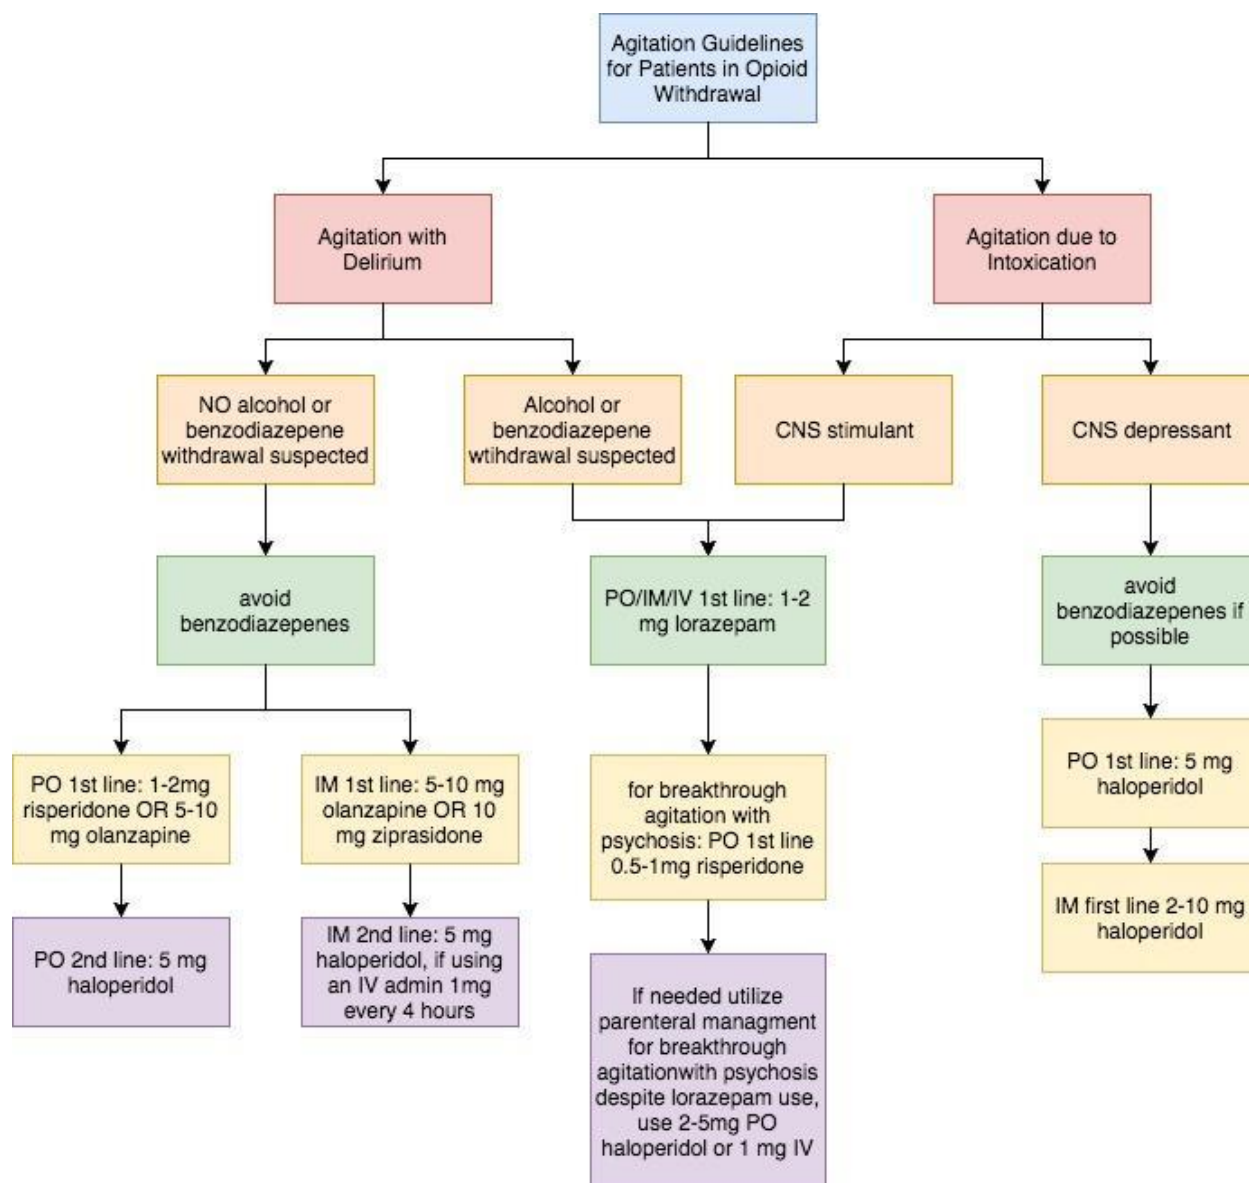 Agitation Guidelines
for Patients in Opioid
Withdrawal
Agitation with
Delirium
Agitation due to
Intoxication
NO alcohol or
benzodiazepene
withdrawal suspected
Alcohol or
benzodiazepene
wtihdrawal suspected
CNS stimulant
CNS depressant
avoid
benzodiazepenes
PO/IM/IV 1st line: 1-2
mg lorazepam
avoid
benzodiazepenes if
possible
PO 1st line: 1-2mg
risperidone OR 5-10
mg olanzapine
IM 1st line: 5-10 mg
olanzapine OR 10
mg ziprasidone
for breakthrough
agitation with
psychosis: PO 1st line
0.5-1mg risperidone
PO 1st line: 5 mg
haloperidol
PO 2nd line: 5 mg
haloperidol
IM 2nd line: 5 mg
haloperidol, if using
an IV admin 1mg
every 4 hours
If needed utilize
parenteral managment
for breakthrough
agitationwith psychosis
despite lorazepam use,
use 2-5mg PO
haloperidol or 1 mg IV
IM first line 2-10 mg
haloperidol